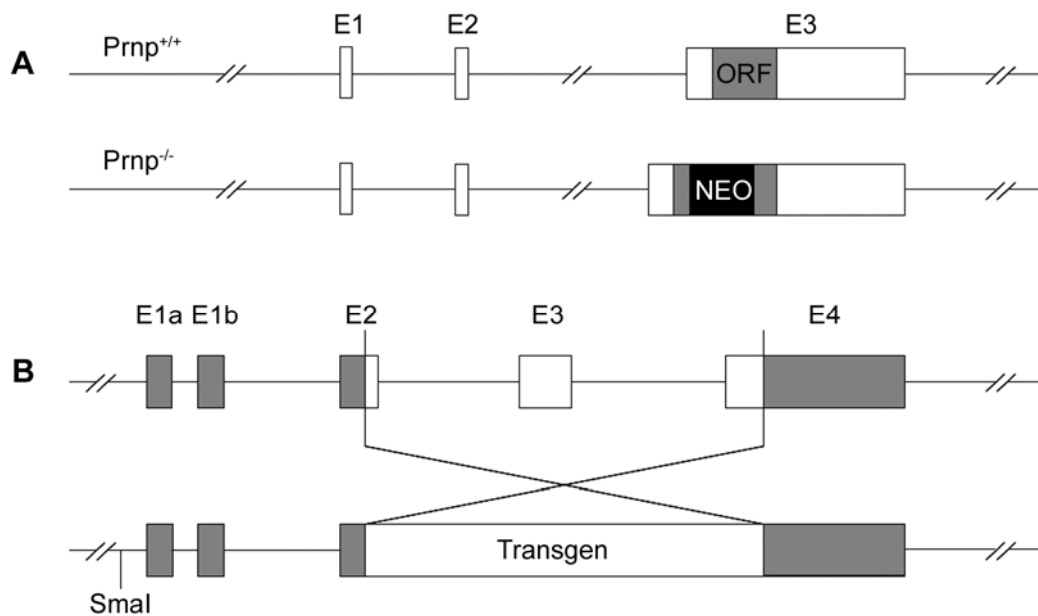 E1 E2 E3
Prnp+/+
A
ORF
Prnp-/-
NEO
E1a E1b E2 E3 E4
B
Transgen
SmaI